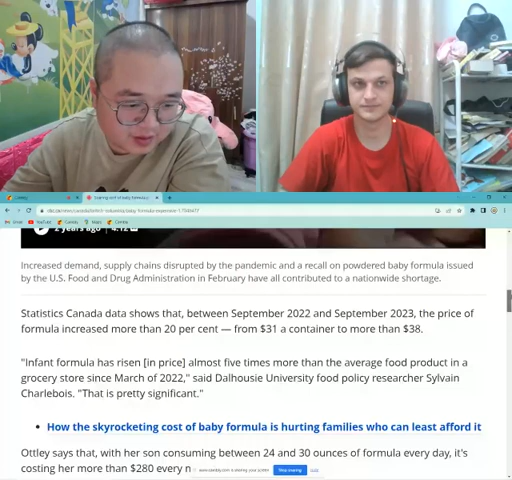 2 years ago | 4:12
Increased demand, supply chains disrupted by the pandemic and a recall on powdered baby formula issued
by the U.S. Food and Drug Administration in February have all contributed to a nationwide shortage.
Statistics Canada data shows that, between September 2022 and September 2023, the price of
formula increased more than 20 per cent — from $31 a container to more than $38.
"Infant formula has risen [in price] almost five times more than the average food product in a
grocery store since March of 2022," said Dalhousie University food policy researcher Sylvain
Charlebois. "That is pretty significant."
• How the skyrocketing cost of baby formula is hurting families who can least afford it
Ottley says that, with her son consuming between 24 and 30 ounces of formula every day, it's
costing her more than $280 every
Stop sharing